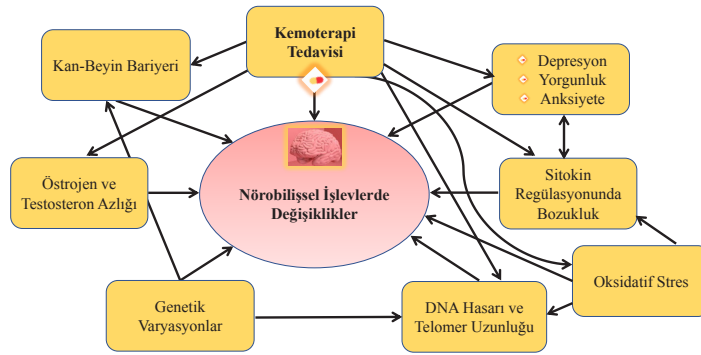 Kemoterapi
Tedavisi
Kan-Beyin Bariyeri
Depresyon
Yorgunluk
Anksiyete
Nörobilişsel İşlevlerde
Değişiklikler
Östrojen ve
Testosteron Azlığı
Sitokin
Regülasyonunda
Bozukluk
Genetik
Varyasyonlar
DNA Hasarı ve
Telomer Uzunluğu
Oksidatif Stres